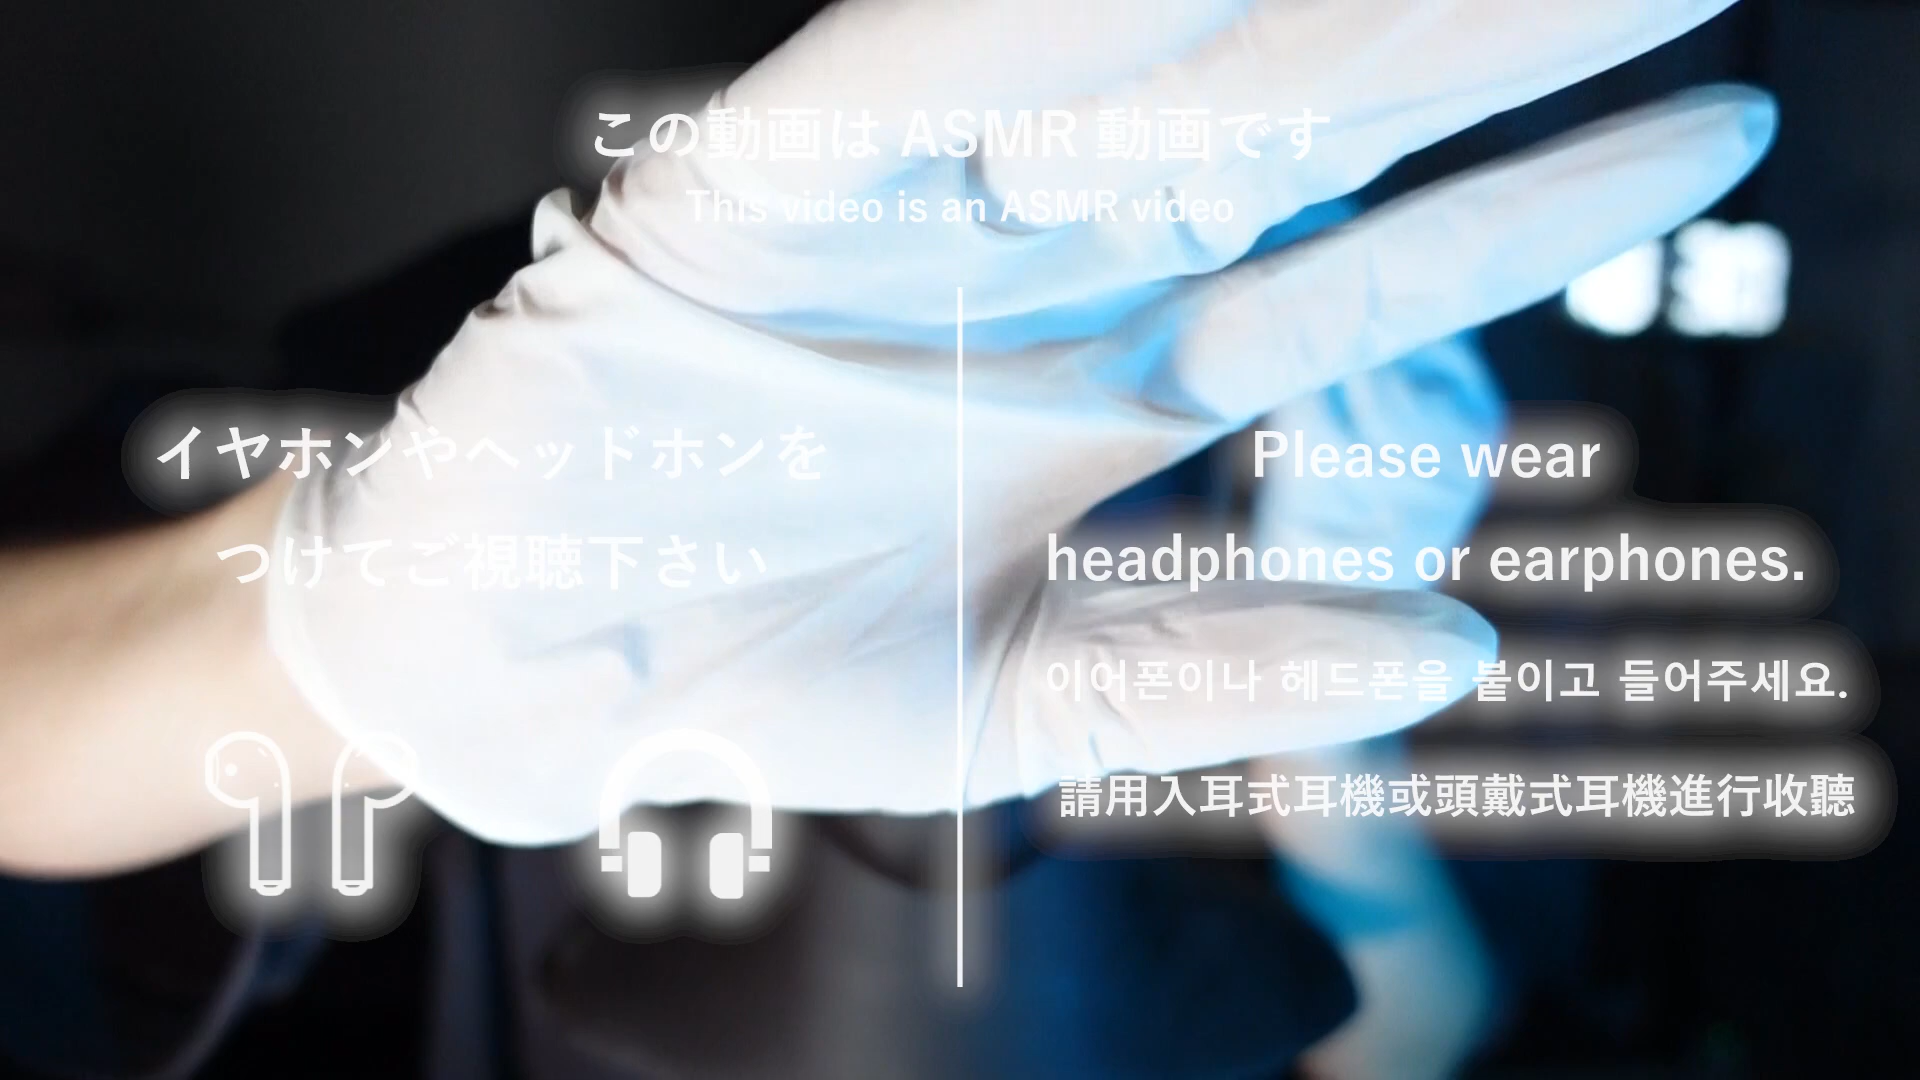 この動画は ASMR 動画です
This video is an ASMR video
イヤホンやヘッドホンを
つけてご視聴下さい
Please wear
headphones or earphones.
이어폰이나 헤드폰을 붙이고 들어주세요.
請用入耳式耳機或頭戴式耳機進行收聽